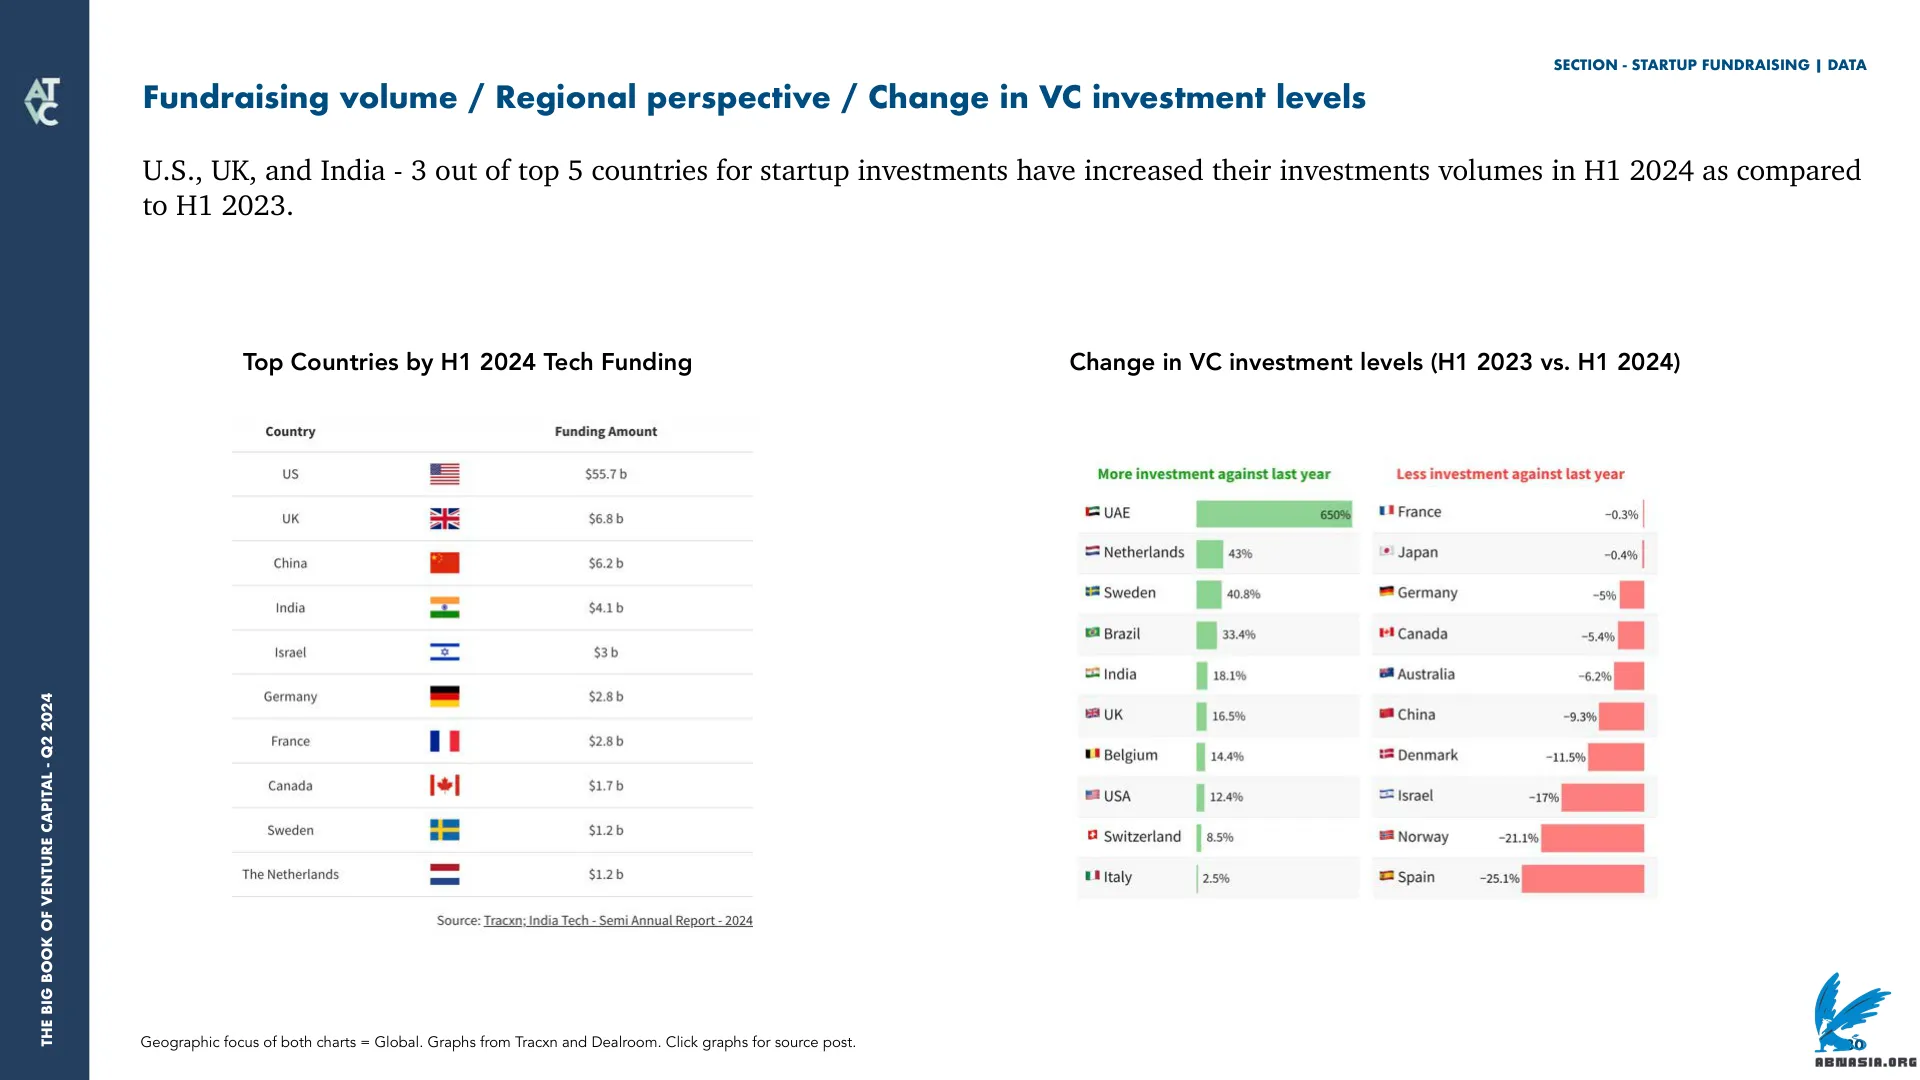 SECTION - STARTUP FUNDRAISING | DATA
AT
VC
Fundraising volume / Regional perspective / Change in VC investment levels
U.S., UK, and India - 3 out of top 5 countries for startup investments have increased their investments volumes in H1 2024 as compared
to H1 2023.
Top Countries by H1 2024 Tech Funding
Country Funding Amount
US $55.7 b
UK $6.8 b
China $6.2 b
India $4.1 b
Israel $3 b
Germany $2.8 b
France $2.8 b
Canada $1.7 b
Sweden $1.2 b
The Netherlands $1.2 b
Source: Tracxn; India Tech - Semi Annual Report - 2024
Change in VC investment levels (H1 2023 vs. H1 2024)
More investment against last year
UAE 650%
Netherlands 43%
Sweden 40.8%
Brazil 33.4%
India 18.1%
UK 16.5%
Belgium 14.4%
USA 12.4%
Switzerland 8.5%
Italy 2.5%
Less investment against last year
France −0.3%
Japan −0.4%
Germany −5%
Canada −5.4%
Australia −6.2%
China −9.3%
Denmark −11.5%
Israel −17%
Norway −21.1%
Spain −25.1%
THE BIG BOOK OF VENTURE CAPITAL - Q2 2024
Geographic focus of both charts = Global. Graphs from Tracxn and Dealroom. Click graphs for source post.
ABNASIA.ORG